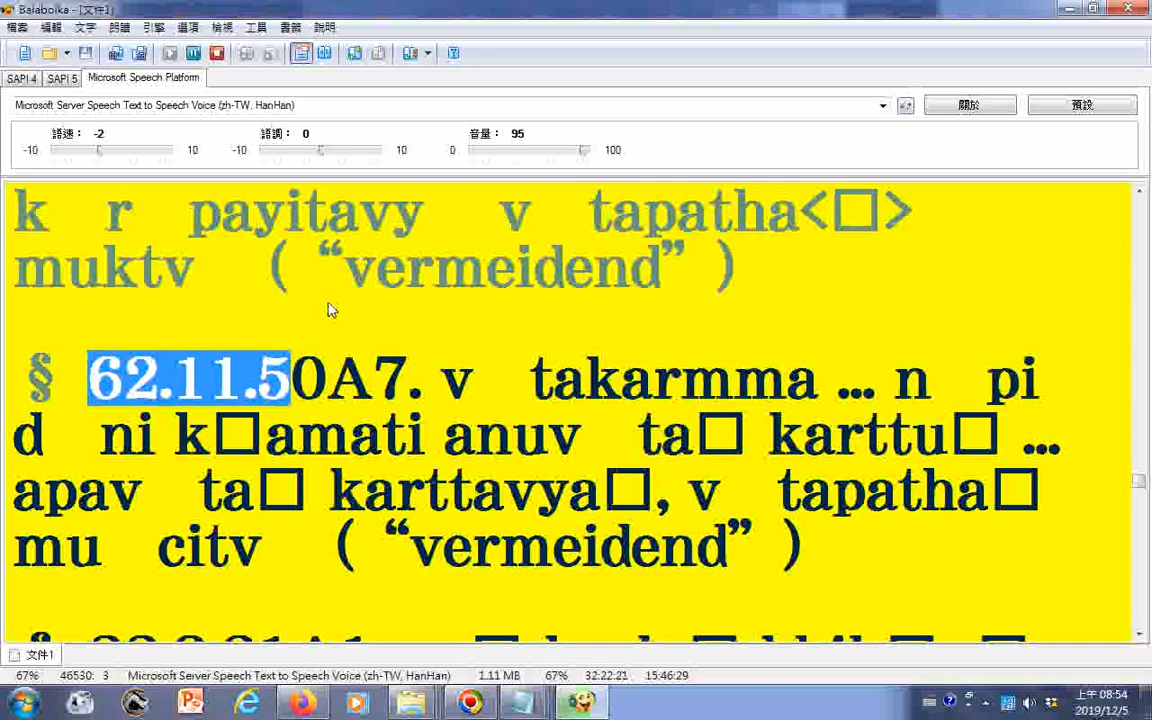 Balabolka - [文件1]
檔案 編輯 文字 朗讀 引擎 選項 檢視 工具 書籤 說明
SAPI 4 SAPI 5 Microsoft Speech Platform
Microsoft Server Speech Text to Speech Voice (zh-TW, HanHan) 關於 預設
語速： -2 語調： 0 音量： 95
-10 10 -10 10 0 100
k r payitavy v tapatha<□>
muktv ( “vermeidend” )
§ 62.11.50A7. v takarmma ... n pi
d ni k□amati anuv ta□ karttu□ ...
apav ta□ karttavya□, v tapatha□
mu citv ( “vermeidend” )
文件1
67% 46530: 3 Microsoft Server Speech Text to Speech Voice (zh-TW, HanHan) 1.11 MB 67% 32:22:21 15:46:29
上午 08:54
2019/12/5